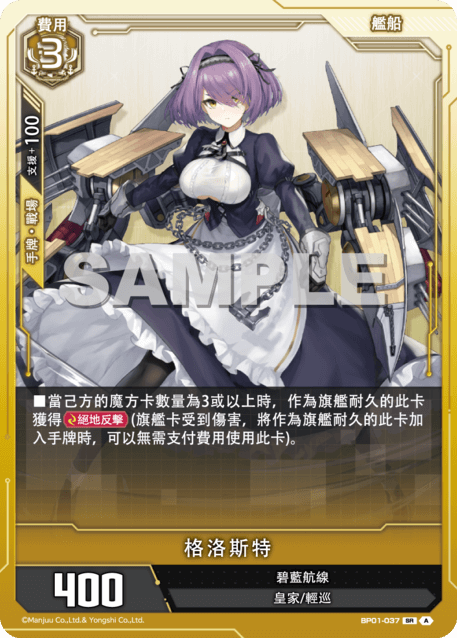 費用
3
艦船
支援+100
手牌・戰場
SAMPLE
■當己方的魔方卡數量為3或以上時，作為旗艦耐久的此卡
獲得 絕地反擊 (旗艦卡受到傷害，將作為旗艦耐久的此卡加
入手牌時，可以無需支付費用使用此卡)。
格洛斯特
400
碧藍航線
皇家/輕巡
©Manjuu Co.,Ltd.& Yongshi Co.,Ltd.
BP01-037 SR A